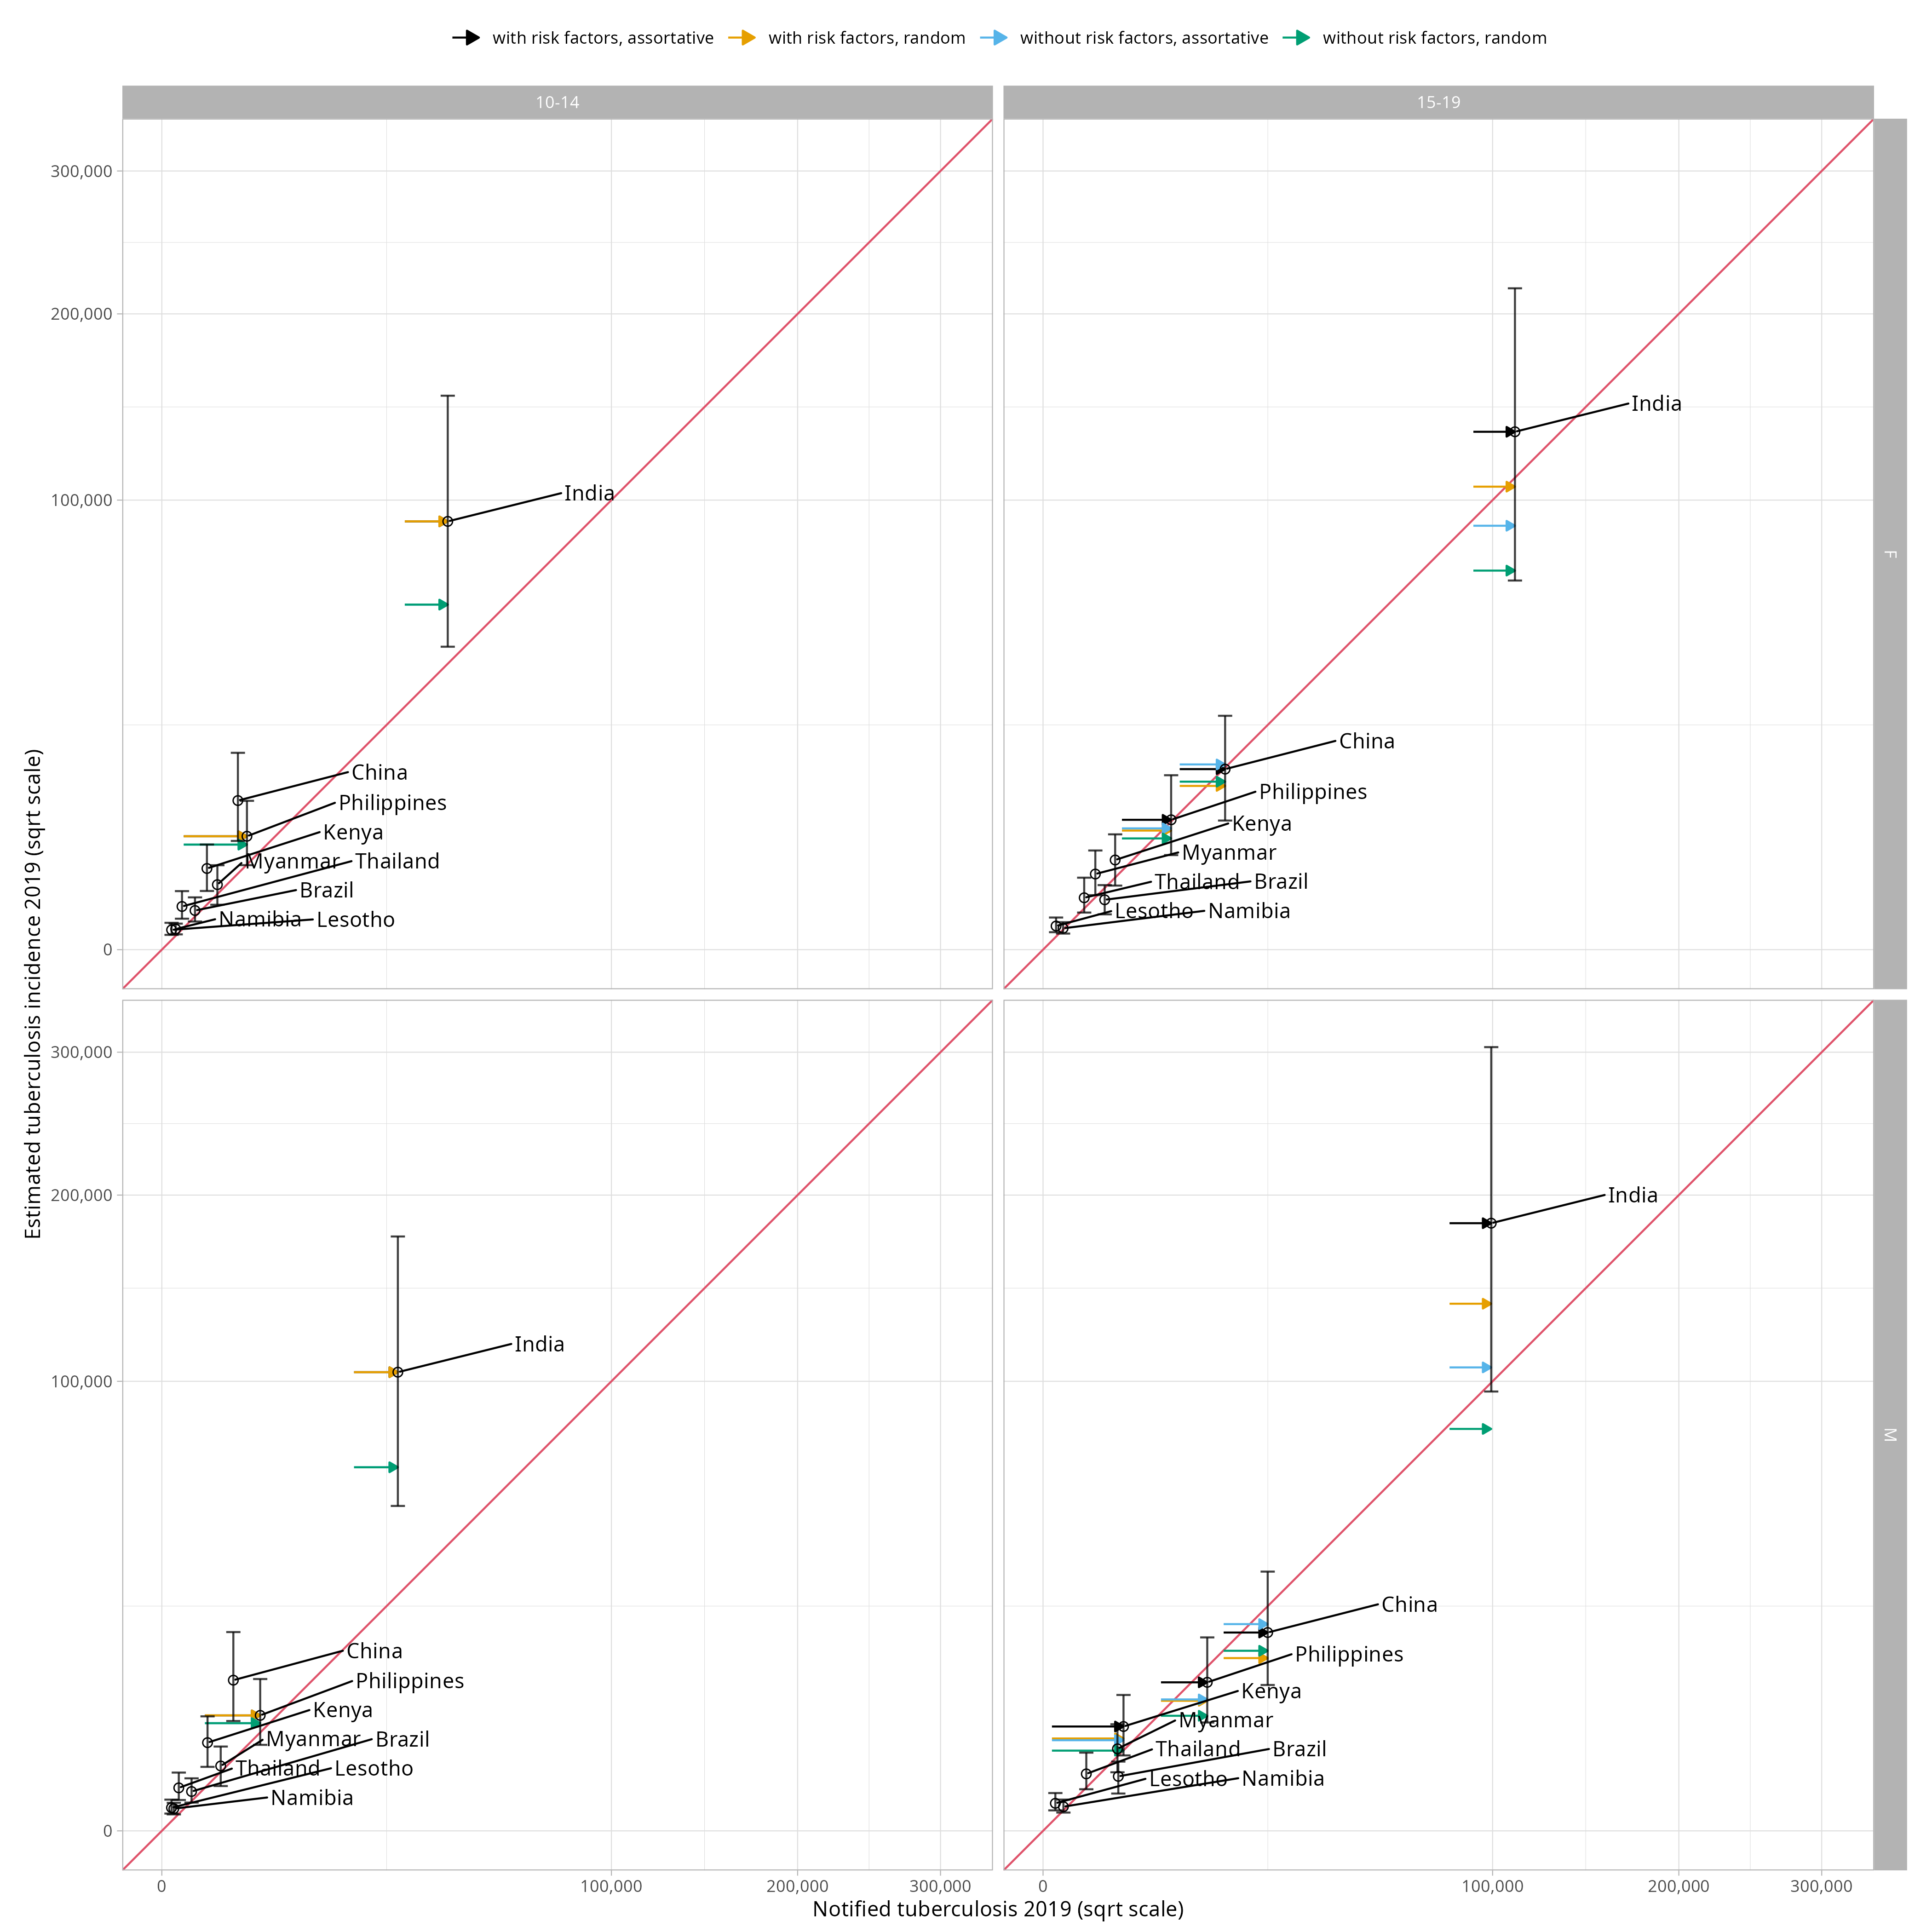 with risk factors, assortative with risk factors, random without risk factors, assortative without risk factors, random
10-14
15-19
F
M
Estimated tuberculosis incidence 2019 (sqrt scale)
300,000
200,000
100,000
0
India
China
Philippines
Kenya
Myanmar
Thailand
Brazil
Namibia
Lesotho
India
China
Philippines
Kenya
Myanmar
Thailand
Brazil
Lesotho
Namibia
300,000
200,000
100,000
0
India
China
Philippines
Kenya
Myanmar
Brazil
Thailand
Lesotho
Namibia
India
China
Philippines
Kenya
Myanmar
Thailand
Brazil
Lesotho
Namibia
0 100,000 200,000 300,000
0 100,000 200,000 300,000
Notified tuberculosis 2019 (sqrt scale)